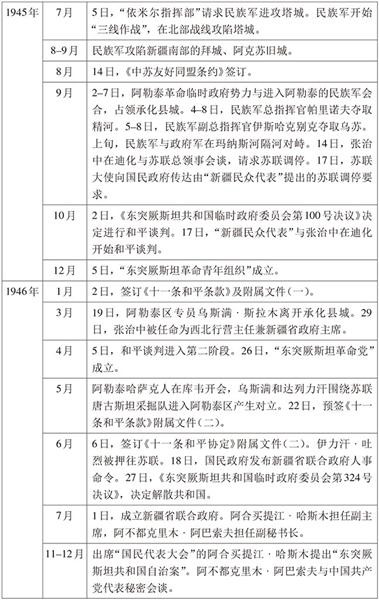 1945年
7月
5日，“依米尔指挥部”请求民族军进攻塔城。民族军开始
“三线作战”，在北部战线攻陷塔城。
8–9月
民族军攻陷新疆南部的拜城、阿克苏旧城。
8月
14日，《中苏友好同盟条约》签订。
9月
2–7日，阿勒泰革命临时政府势力与进入阿勒泰的民族军会
合，占领承化县城。4–8日，民族军总指挥官帕里诺夫夺取
精河。5–8日，民族军副总指挥官伊斯哈克别克夺取乌苏。
上旬，民族军与政府军在玛纳斯河隔河对峙。14日，张治
中在迪化与苏联总领事会谈，请求苏联调停。17日，苏联
大使向国民政府传达由“新疆民众代表”提出的苏联调停要
求。
10月
2日，《东突厥斯坦共和国临时政府委员会第100号决议》决
定进行和平谈判。17日，“新疆民众代表”与张治中在迪化
开始和平谈判。
12月
5日，“东突厥斯坦革命青年组织”成立。
1946年
1月
2日，签订《十一条和平条款》及附属文件（一）。
3月
19日，阿勒泰区专员乌斯满·斯拉木离开承化县城。29
日，张治中被任命为西北行营主任兼新疆省政府主席。
4月
5日，和平谈判进入第二阶段。26日，“东突厥斯坦革命党”
成立。
5月
阿勒泰哈萨克人在库韦开会，乌斯满和达列力汗围绕苏联
唐古斯坦采掘队进入阿勒泰区产生对立。22日，预签《十一
条和平条款》附属文件（二）。
6月
6日，签订《十一条和平协定》附属文件（二）。伊力汗·吐
烈被押往苏联。18日，国民政府发布新疆省联合政府人事
命令。27日，《东突厥斯坦共和国临时政府委员会第324号
决议》，决定解散共和国。
7月
1日，成立新疆省联合政府。阿合买提江·哈斯木担任副主
席，阿不都克里木·阿巴索夫担任副秘书长。
11–12月
出席“国民代表大会”的阿合买提江·哈斯木提出“东突厥
斯坦共和国自治案”。阿不都克里木·阿巴索夫与中国共产
党代表秘密会谈。